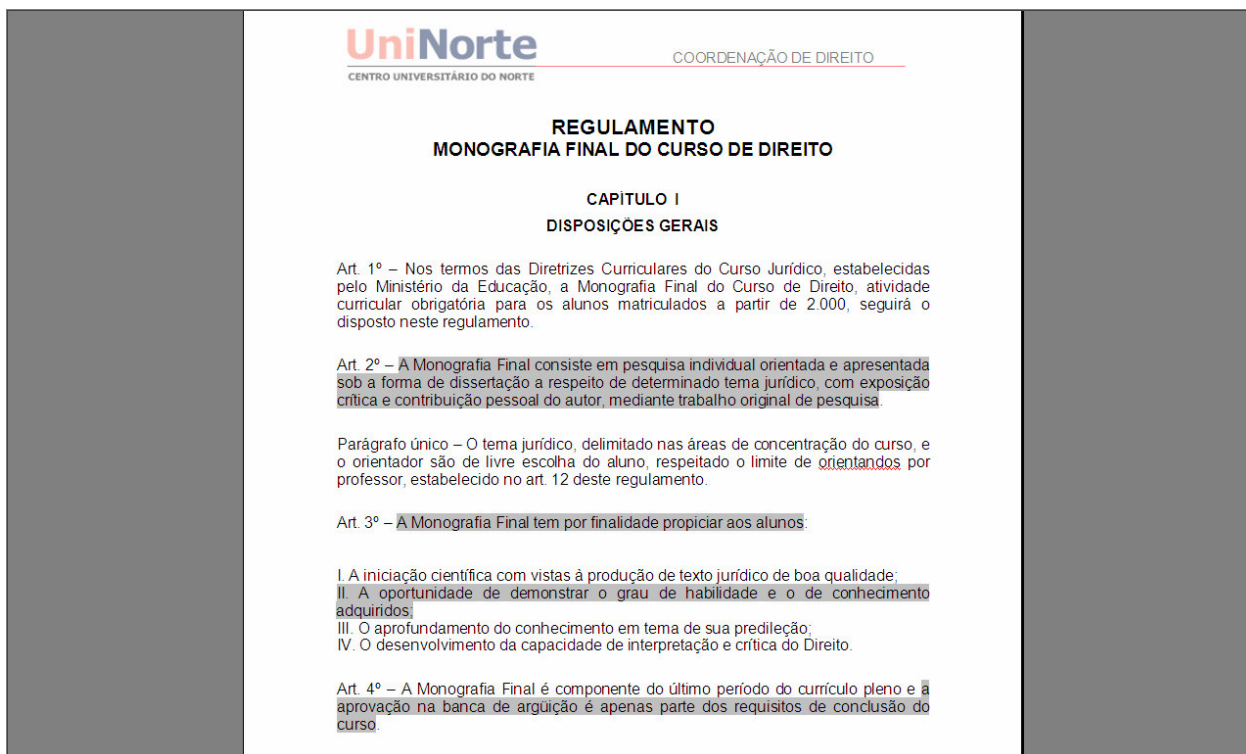 UniNorte
CENTRO UNIVERSITÁRIO DO NORTE
COORDENAÇÃO DE DIREITO
REGULAMENTO
MONOGRAFIA FINAL DO CURSO DE DIREITO
CAPÍTULO I
DISPOSIÇÕES GERAIS
Art. 1º – Nos termos das Diretrizes Curriculares do Curso Jurídico, estabelecidas
pelo Ministério da Educação, a Monografia Final do Curso de Direito, atividade
curricular obrigatória para os alunos matriculados a partir de 2.000, seguirá o
disposto neste regulamento.
Art. 2º – A Monografia Final consiste em pesquisa individual orientada e apresentada
sob a forma de dissertação a respeito de determinado tema jurídico, com exposição
crítica e contribuição pessoal do autor, mediante trabalho original de pesquisa.
Parágrafo único – O tema jurídico, delimitado nas áreas de concentração do curso, e
o orientador são de livre escolha do aluno, respeitado o limite de orientandos por
professor, estabelecido no art. 12 deste regulamento.
Art. 3º – A Monografia Final tem por finalidade propiciar aos alunos:
I. A iniciação científica com vistas à produção de texto jurídico de boa qualidade;
II. A oportunidade de demonstrar o grau de habilidade e o de conhecimento
adquiridos;
III. O aprofundamento do conhecimento em tema de sua predileção;
IV. O desenvolvimento da capacidade de interpretação e crítica do Direito.
Art. 4º – A Monografia Final é componente do último período do currículo pleno e a
aprovação na banca de argüição é apenas parte dos requisitos de conclusão do
curso.